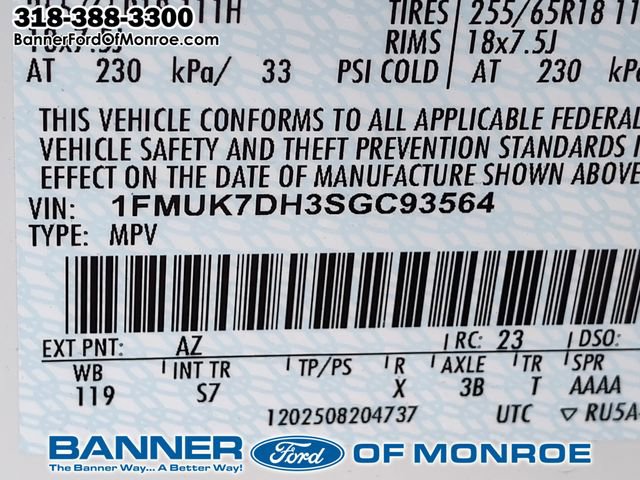 318-388-3300
BannerFordOfMonroe.com
111H
TIRES 255/65R18 11
18x7.5J
RIMS 18x7.5J
AT 230 kPa/ 33 PSI COLD AT 230 kPa
THIS VEHICLE CONFORMS TO ALL APPLICABLE FEDERAL
VEHICLE SAFETY AND THEFT PREVENTION STANDARDS I
EFFECT ON THE DATE OF MANUFACTURE SHOWN ABOVE
VIN: 1FMUK7DH3SGC93564
TYPE: MPV
EXT PNT: AZ RC: 23 DSO:
WB INT TR TP/PS R AXLE TR SPR
119 S7 X 3B T AAAA
1202508204737 UTC ▽ RU5A
BANNER Ford OF MONROE
The Banner Way... A Better Way!